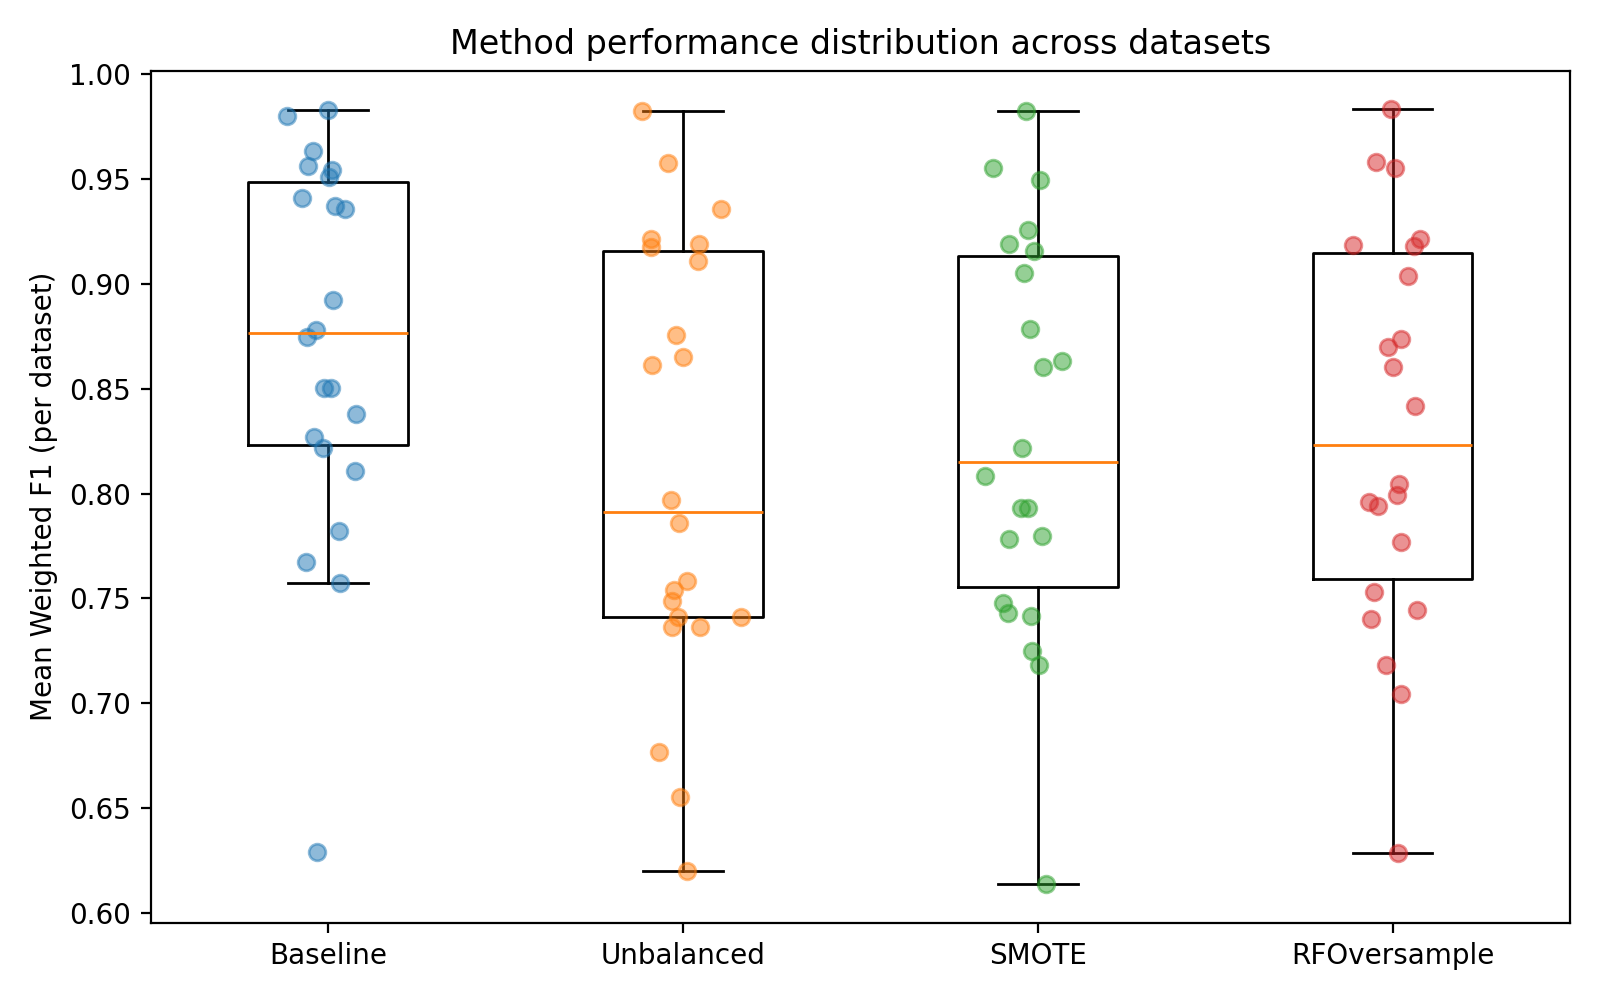 Method performance distribution across datasets
Mean Weighted F1 (per dataset)
1.00
0.95
0.90
0.85
0.80
0.75
0.70
0.65
0.60
Baseline
Unbalanced
SMOTE
RFOversample